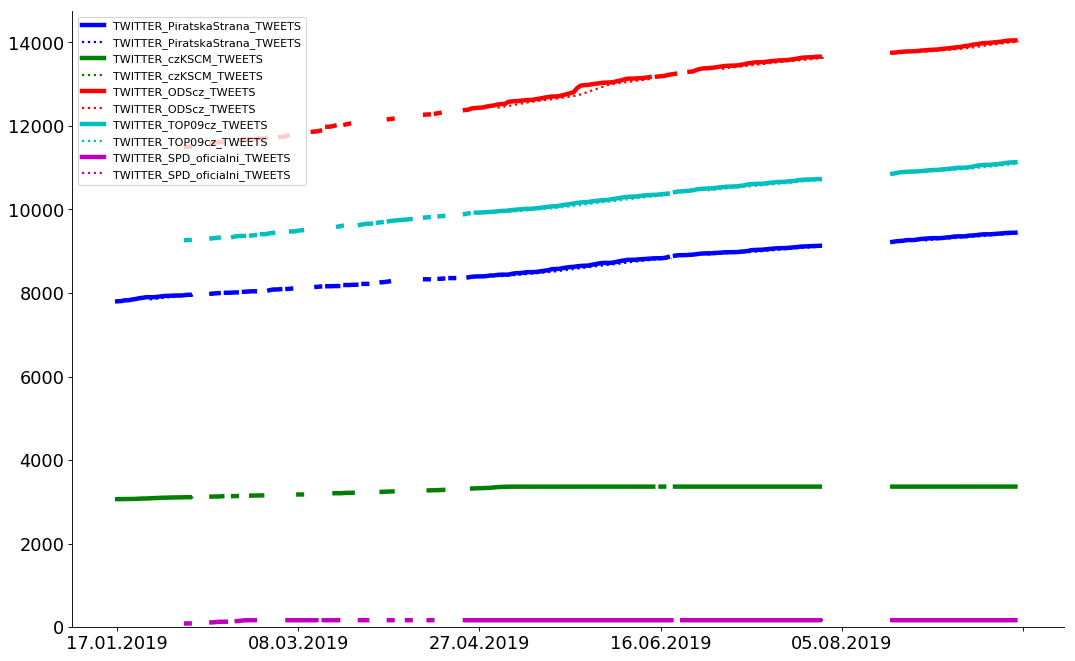 14000
12000
10000
8000
6000
4000
2000
0
TWITTER_PiratskaStrana_TWEETS
TWITTER_PiratskaStrana_TWEETS
TWITTER_czKSCM_TWEETS
TWITTER_czKSCM_TWEETS
TWITTER_ODScz_TWEETS
TWITTER_ODScz_TWEETS
TWITTER_TOP09cz_TWEETS
TWITTER_TOP09cz_TWEETS
TWITTER_SPD_oficialni_TWEETS
TWITTER_SPD_oficialni_TWEETS
17.01.2019 08.03.2019 27.04.2019 16.06.2019 05.08.2019